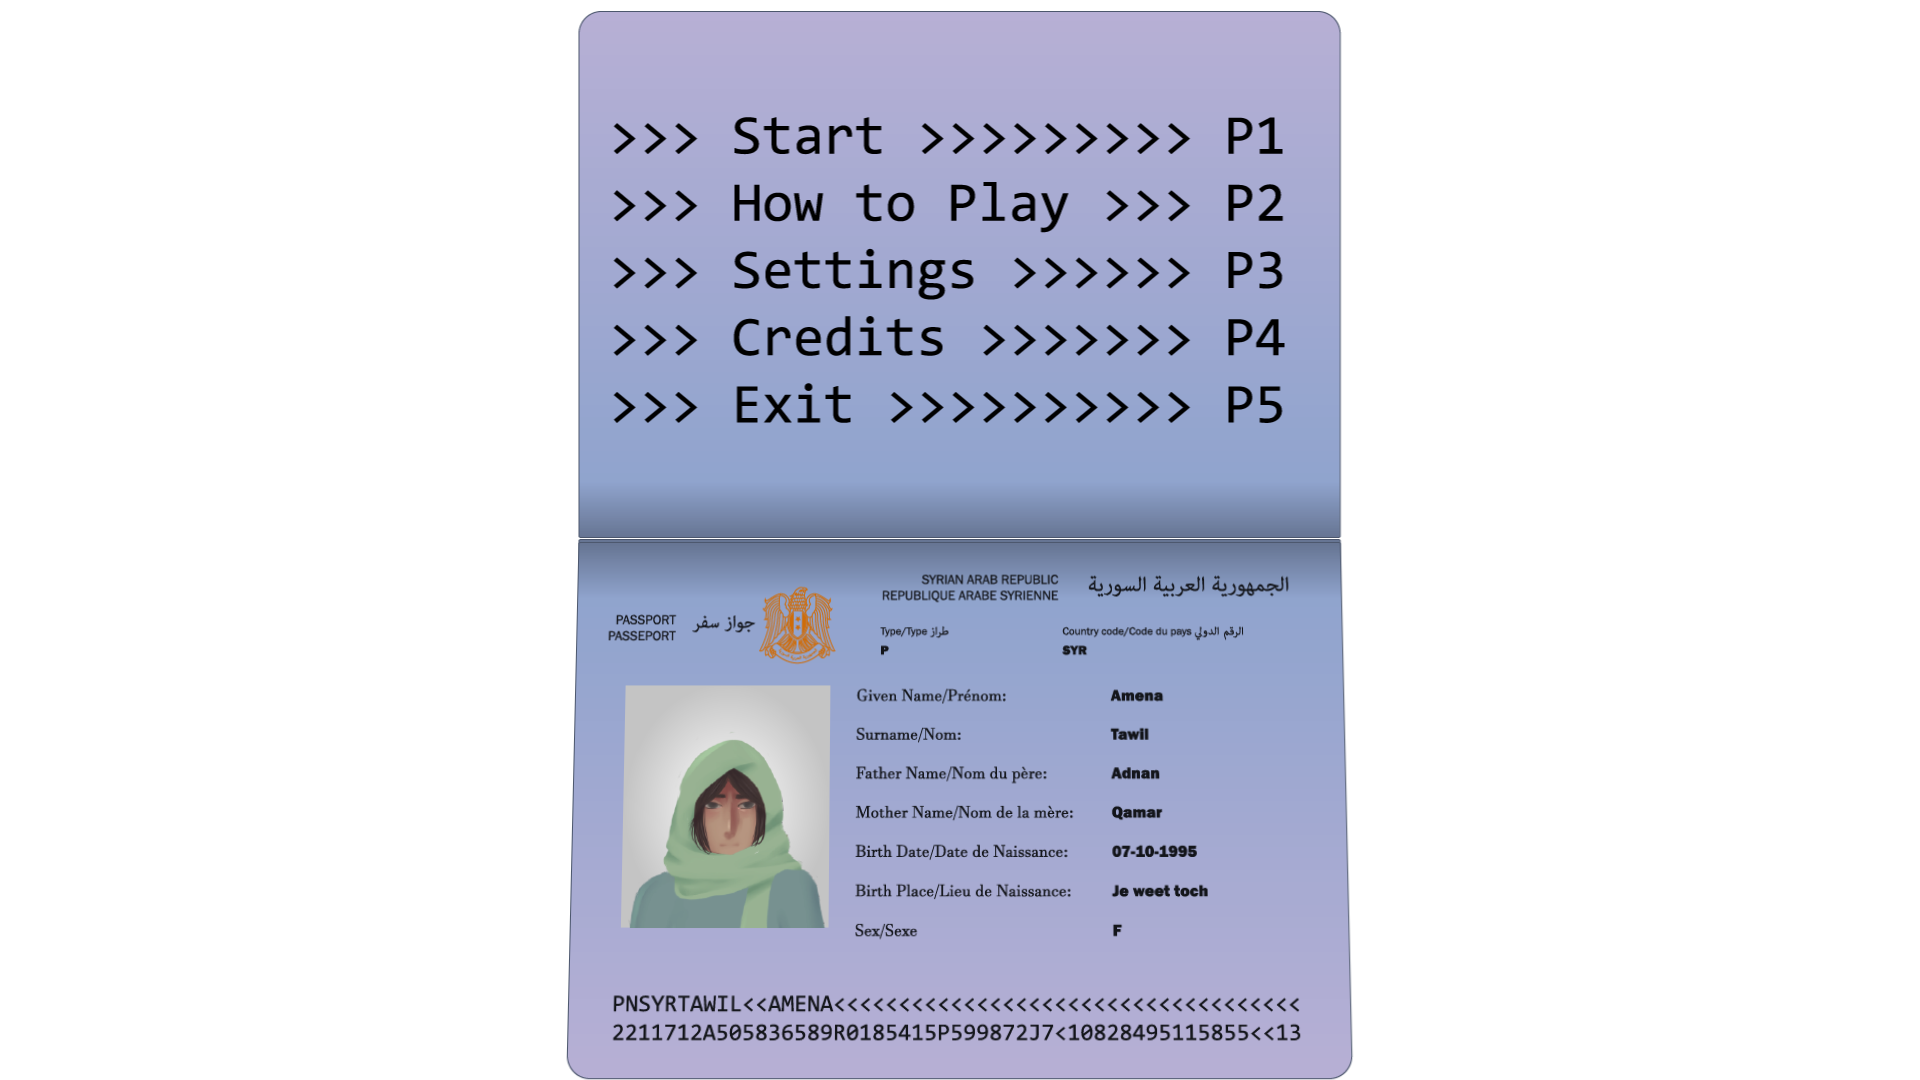 >>> Start >>>>>>>>> P1
>>> How to Play >>> P2
>>> Settings >>>>>> P3
>>> Credits >>>>>>> P4
>>> Exit >>>>>>>>>> P5
SYRIAN ARAB REPUBLIC
REPUBLIQUE ARABE SYRIENNE
الجمهورية العربية السورية
PASSPORT
PASSEPORT
جواز سفر
Type/Type طراز
P
Country code/Code du pays الرقم الدولي
SYR
Given Name/Prénom: Amena
Surname/Nom: Tawil
Father Name/Nom du père: Adnan
Mother Name/Nom de la mère: Qamar
Birth Date/Date de Naissance: 07-10-1995
Birth Place/Lieu de Naissance: Je weet toch
Sex/Sexe F
PNSYRTAWIL<<AMENA<<<<<<<<<<<<<<<<<<<<<<<<<<<<<<<<<<<<
2211712A505836589R0185415P599872J7<10828495115855<<13